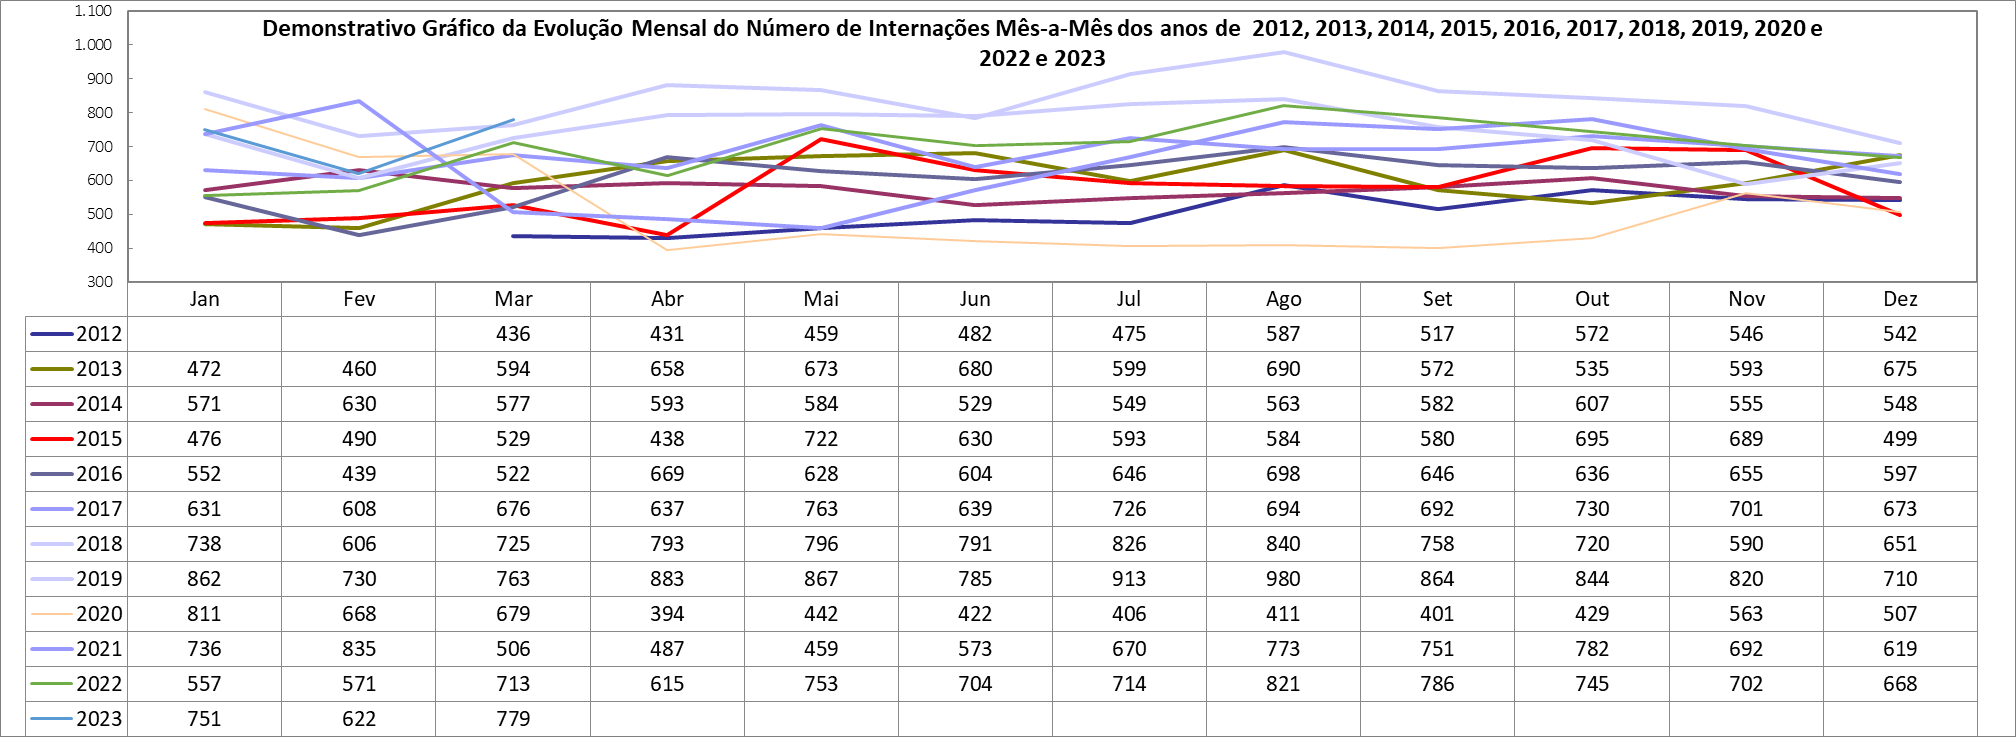 Demonstrativo Gráfico da Evolução Mensal do Número de Internações Mês-a-Mês dos anos de 2012, 2013, 2014, 2015, 2016, 2017, 2018, 2019, 2020 e
2022 e 2023
1.100
1.000
900
800
700
600
500
400
300
Jan Fev Mar Abr Mai Jun Jul Ago Set Out Nov Dez
2012 436 431 459 482 475 587 517 572 546 542
2013 472 460 594 658 673 680 599 690 572 535 593 675
2014 571 630 577 593 584 529 549 563 582 607 555 548
2015 476 490 529 438 722 630 593 584 580 695 689 499
2016 552 439 522 669 628 604 646 698 646 636 655 597
2017 631 608 676 637 763 639 726 694 692 730 701 673
2018 738 606 725 793 796 791 826 840 758 720 590 651
2019 862 730 763 883 867 785 913 980 864 844 820 710
2020 811 668 679 394 442 422 406 411 401 429 563 507
2021 736 835 506 487 459 573 670 773 751 782 692 619
2022 557 571 713 615 753 704 714 821 786 745 702 668
2023 751 622 779